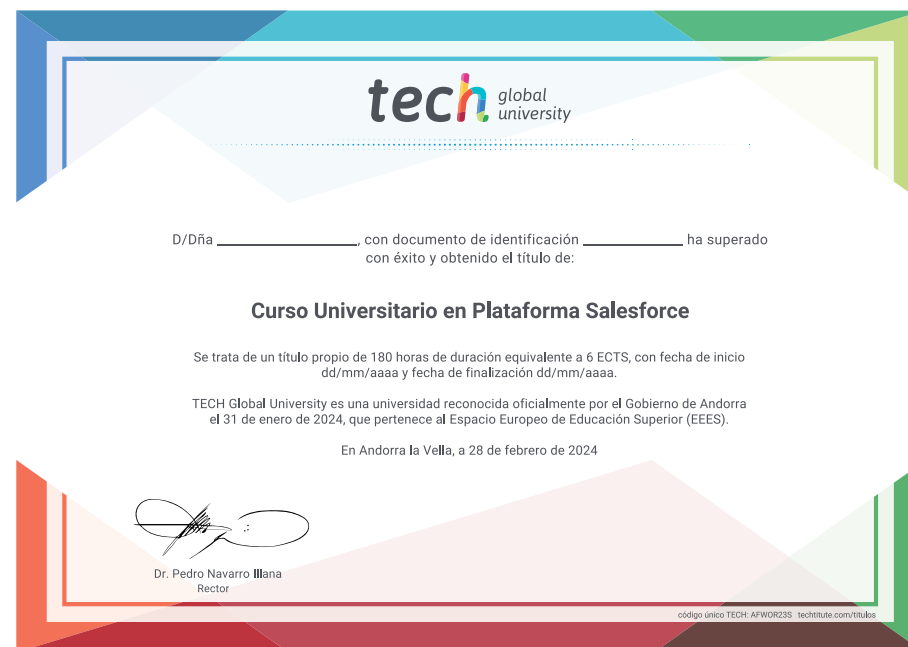 tech global university
D/Dña ____________________, con documento de identificación ______________ ha superado
con éxito y obtenido el título de:
Curso Universitario en Plataforma Salesforce
Se trata de un título propio de 180 horas de duración equivalente a 6 ECTS, con fecha de inicio
dd/mm/aaaa y fecha de finalización dd/mm/aaaa.
TECH Global University es una universidad reconocida oficialmente por el Gobierno de Andorra
el 31 de enero de 2024, que pertenece al Espacio Europeo de Educación Superior (EEES).
En Andorra la Vella, a 28 de febrero de 2024
Dr. Pedro Navarro Illana
Rector
código único TECH: AFWOR23S techtitute.com/titulos